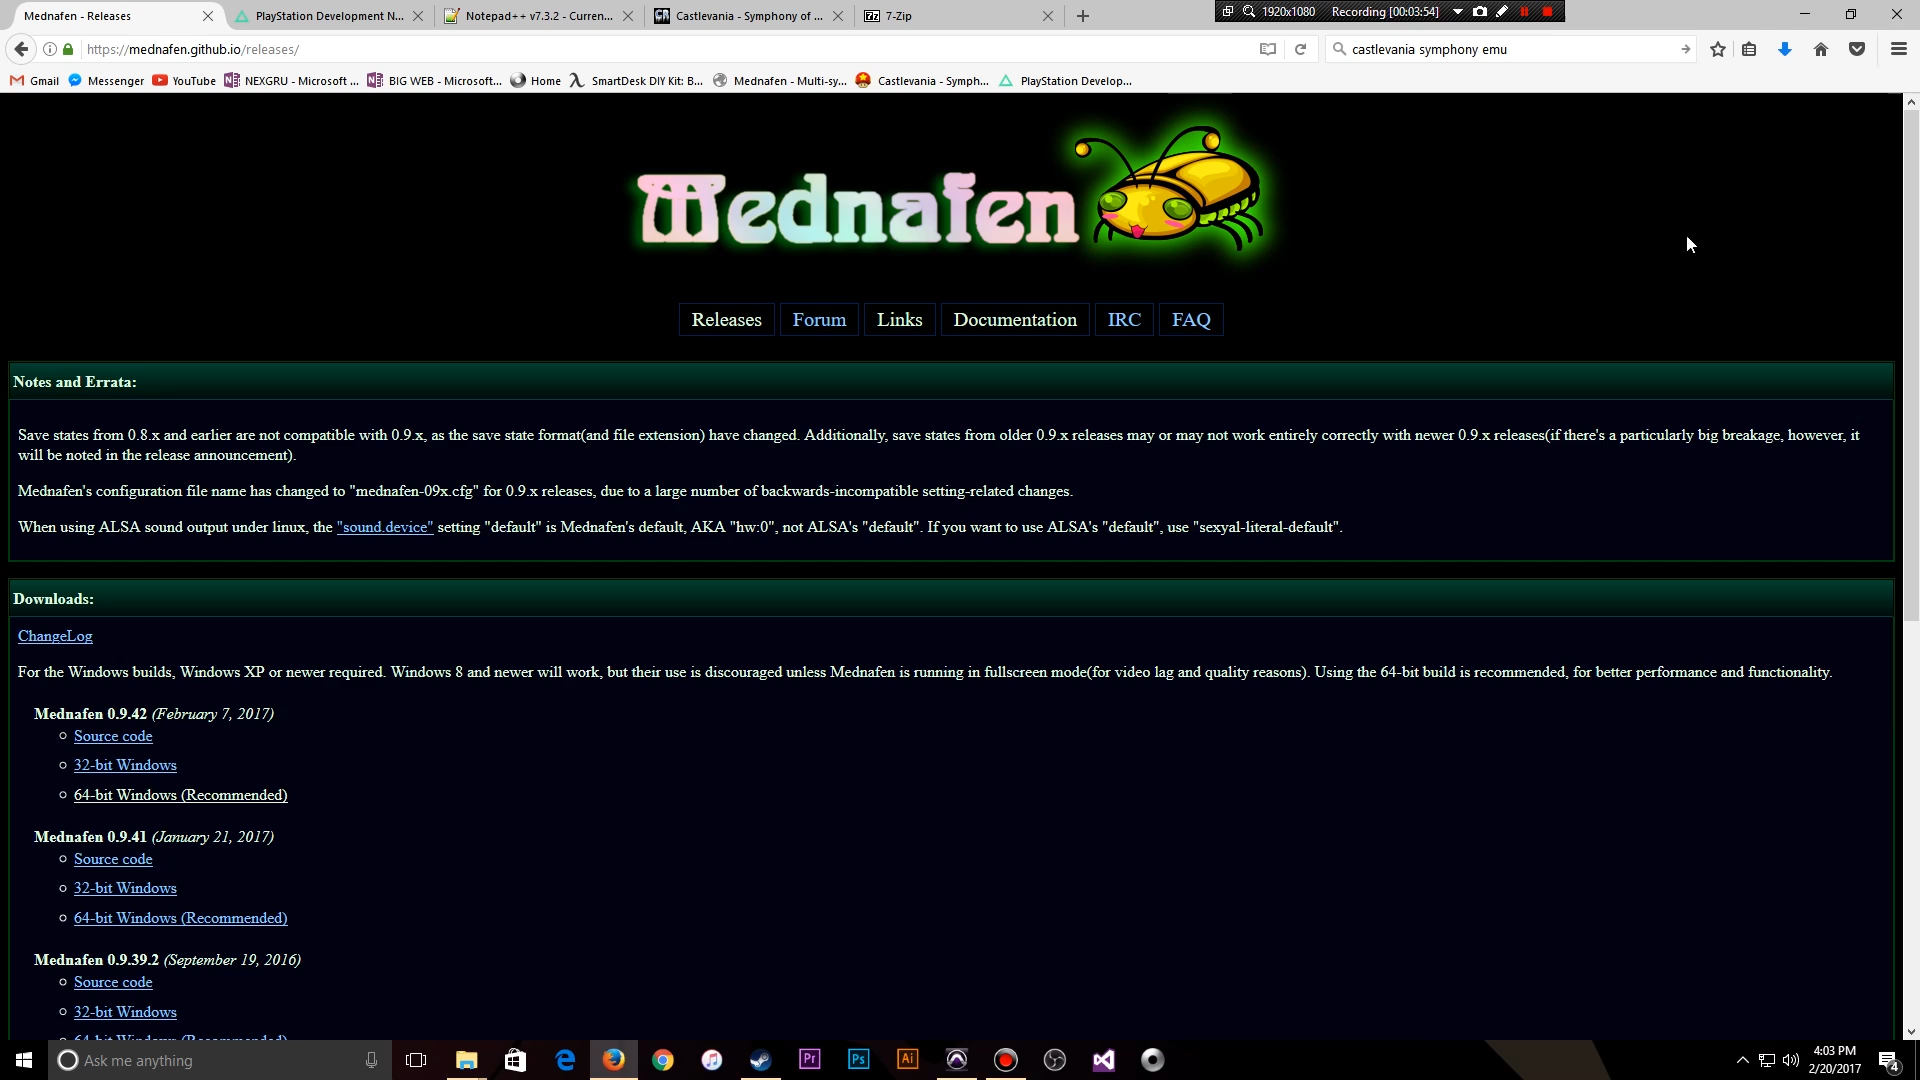 Mednafen - Releases
PlayStation Development N...
Notepad++ v7.3.2 - Curren...
Castlevania - Symphony of ...
7-Zip
1920x1080
Recording [00:03:54]
https://mednafen.github.io/releases/
castlevania symphony emu
Gmail
Messenger
YouTube
NEXGRU - Microsoft ...
BIG WEB - Microsoft...
Home
SmartDesk DIY Kit: B...
Mednafen - Multi-sy...
Castlevania - Symph...
PlayStation Develop...
Mednafen
Releases
Forum
Links
Documentation
IRC
FAQ
Notes and Errata:
Save states from 0.8.x and earlier are not compatible with 0.9.x, as the save state format(and file extension) have changed. Additionally, save states from older 0.9.x releases may or may not work entirely correctly with newer 0.9.x releases(if there's a particularly big breakage, however, it
will be noted in the release announcement).
Mednafen's configuration file name has changed to "mednafen-09x.cfg" for 0.9.x releases, due to a large number of backwards-incompatible setting-related changes.
When using ALSA sound output under linux, the "sound.device" setting "default" is Mednafen's default, AKA "hw:0", not ALSA's "default". If you want to use ALSA's "default", use "sexyal-literal-default".
Downloads:
ChangeLog
For the Windows builds, Windows XP or newer required. Windows 8 and newer will work, but their use is discouraged unless Mednafen is running in fullscreen mode(for video lag and quality reasons). Using the 64-bit build is recommended, for better performance and functionality.
Mednafen 0.9.42 (February 7, 2017)
Source code
32-bit Windows
64-bit Windows (Recommended)
Mednafen 0.9.41 (January 21, 2017)
Source code
32-bit Windows
64-bit Windows (Recommended)
Mednafen 0.9.39.2 (September 19, 2016)
Source code
32-bit Windows
64-bit Windows (Recommended)
Ask me anything
Pr
Ps
Ai
4:03 PM
2/20/2017
4